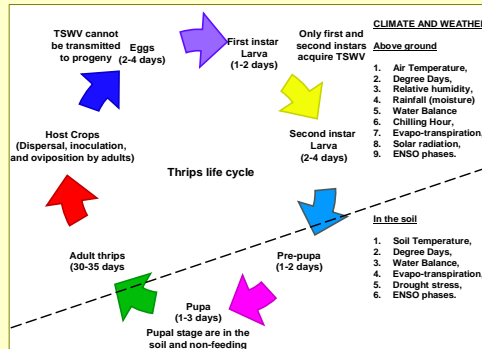 TSWV cannot
be transmitted
to progeny
Eggs
(2-4 days)
First instar
Larva
(1-2 days)
Only first and
second instars
acquire TSWV
Second instar
Larva
(2-4 days)
Host Crops
(Dispersal, inoculation,
and oviposition by adults)
Thrips life cycle
Adult thrips
(30-35 days
Pre-pupa
(1-2 days)
Pupa
(1-3 days)
Pupal stage are in the
soil and non-feeding
CLIMATE AND WEATHER
Above ground
1. Air Temperature,
2. Degree Days,
3. Relative humidity,
4. Rainfall (moisture)
5. Water Balance
6. Chilling Hour,
7. Evapo-transpiration,
8. Solar radiation,
9. ENSO phases.
In the soil
1. Soil Temperature,
2. Degree Days,
3. Water Balance,
4. Evapo-transpiration,
5. Drought stress,
6. ENSO phases.